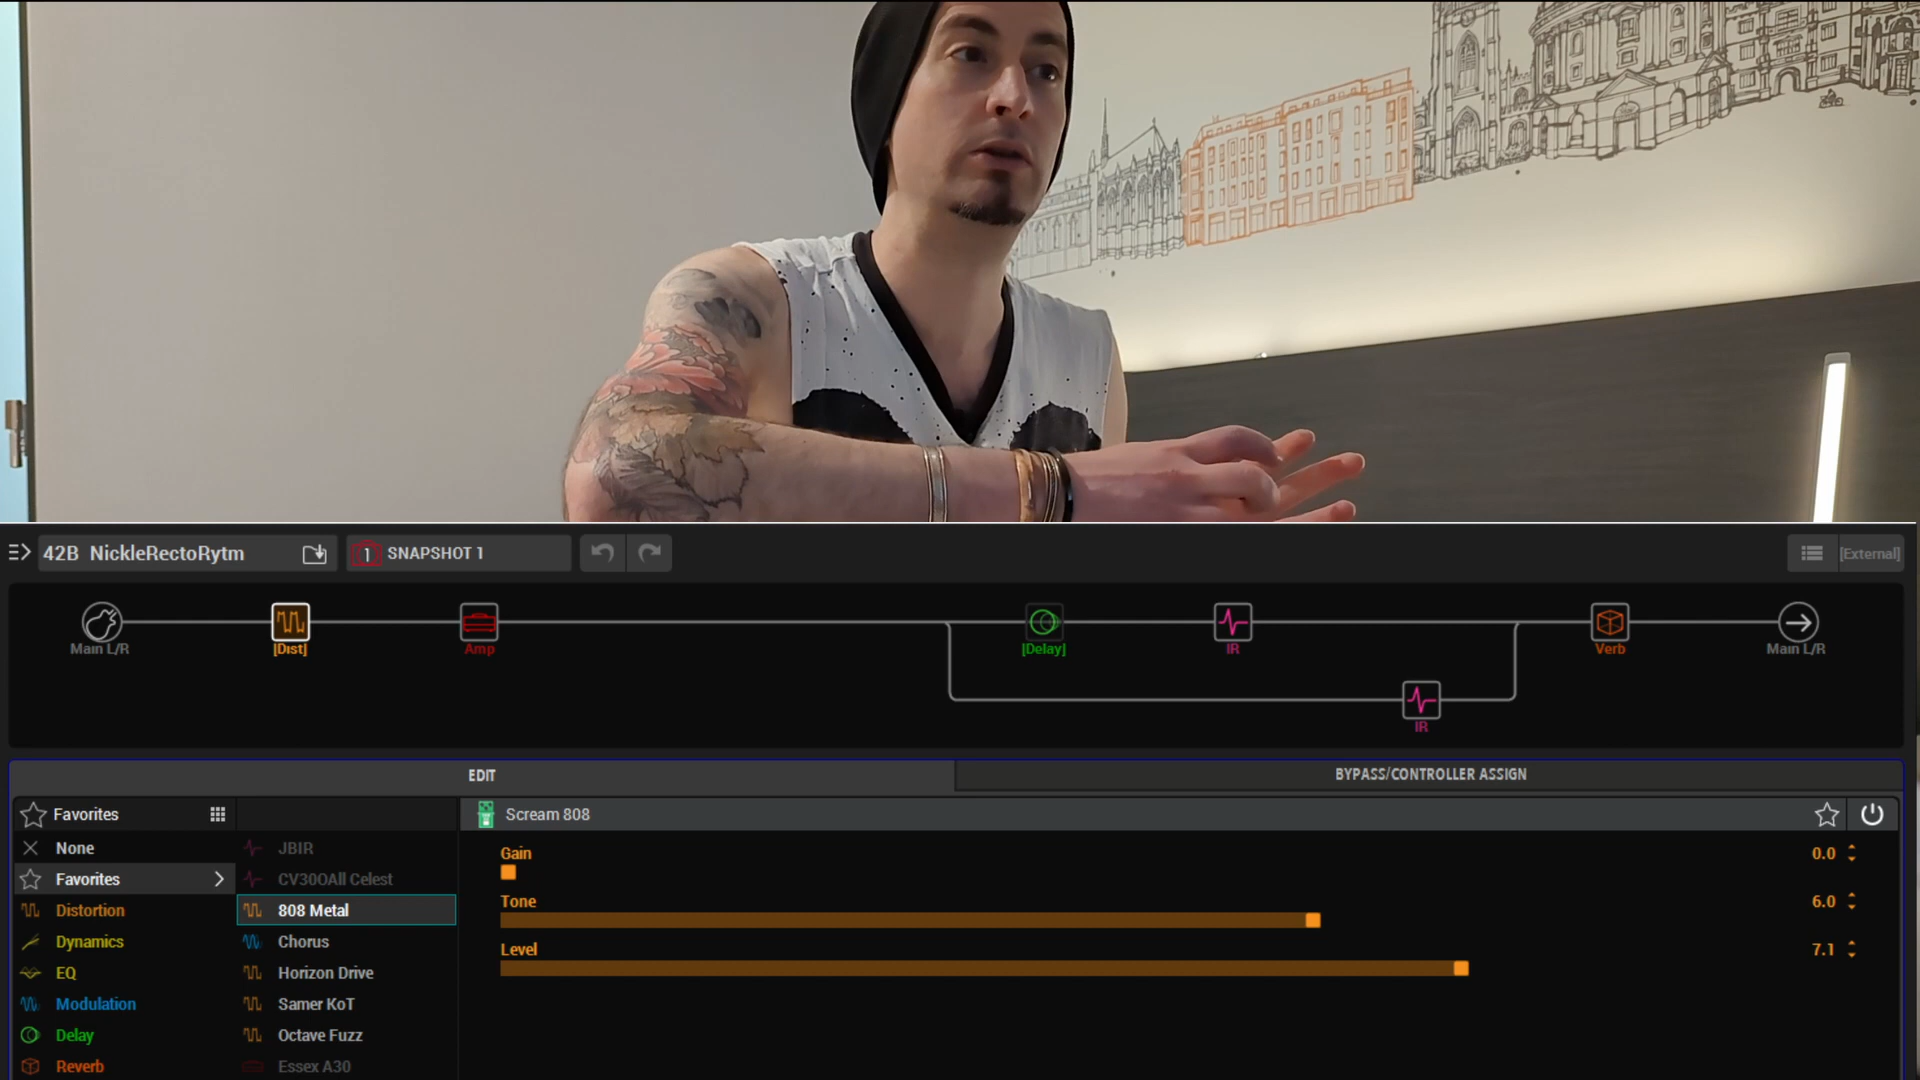 42B NickleRectoRytm
1 SNAPSHOT 1
[External]
Main L/R
[Dist]
Amp
[Delay]
IR
Verb
Main L/R
IR
EDIT
BYPASS/CONTROLLER ASSIGN
Favorites
Scream 808
None
Favorites
Distortion
Dynamics
EQ
Modulation
Delay
Reverb
JBIR
CV30OAll Celest
808 Metal
Chorus
Horizon Drive
Samer KoT
Octave Fuzz
Essex A30
Gain
0.0
Tone
6.0
Level
7.1